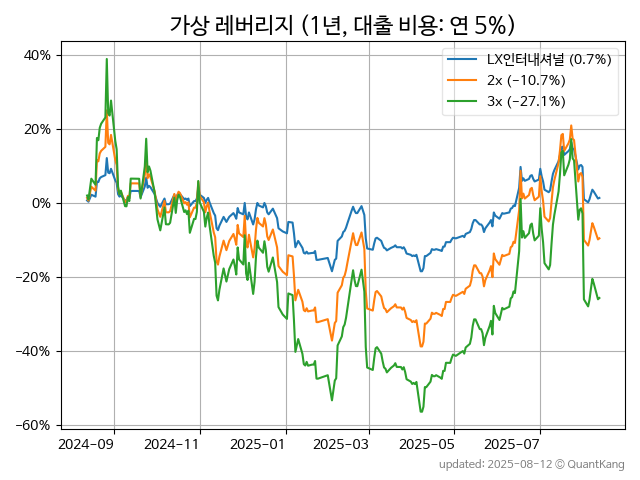 가상 레버리지 (1년, 대출 비용: 연 5%)
LX인터내셔널 (0.7%)
2x (−10.7%)
3x (−27.1%)
40%
20%
0%
−20%
−40%
−60%
2024-09
2024-11
2025-01
2025-03
2025-05
2025-07
updated: 2025-08-12 © QuantKang